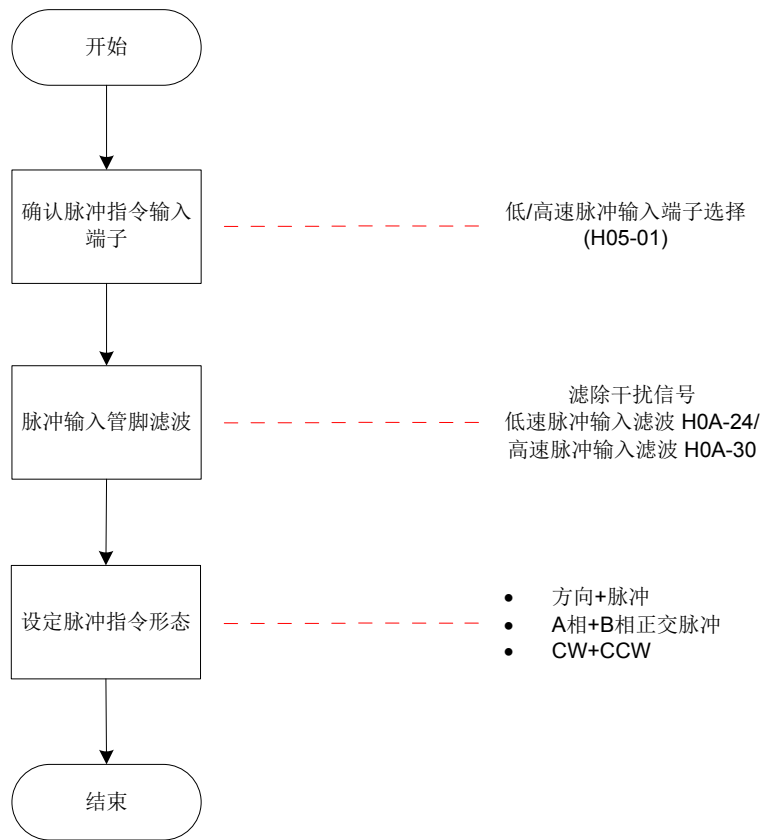 开始
确认脉冲指令输入
端子
低/高速脉冲输入端子选择
(H05-01)
脉冲输入管脚滤波
滤除干扰信号
低速脉冲输入滤波 H0A-24/
高速脉冲输入滤波 H0A-30
设定脉冲指令形态
• 方向+脉冲
• A相+B相正交脉冲
• CW+CCW
结束